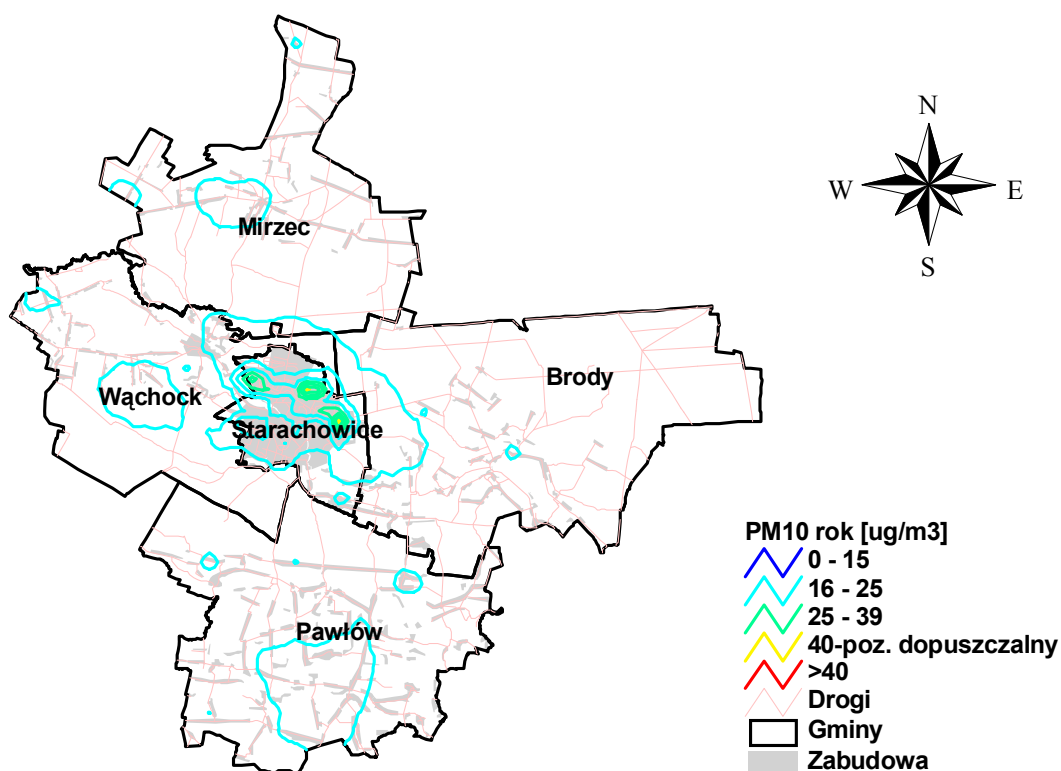 N
W
E
S
Mirzec
Brody
Wąchock
Starachowice
Pawłów
PM10 rok [ug/m3]
0 - 15
16 - 25
25 - 39
40-poz. dopuszczalny
>40
Drogi
Gminy
Zabudowa